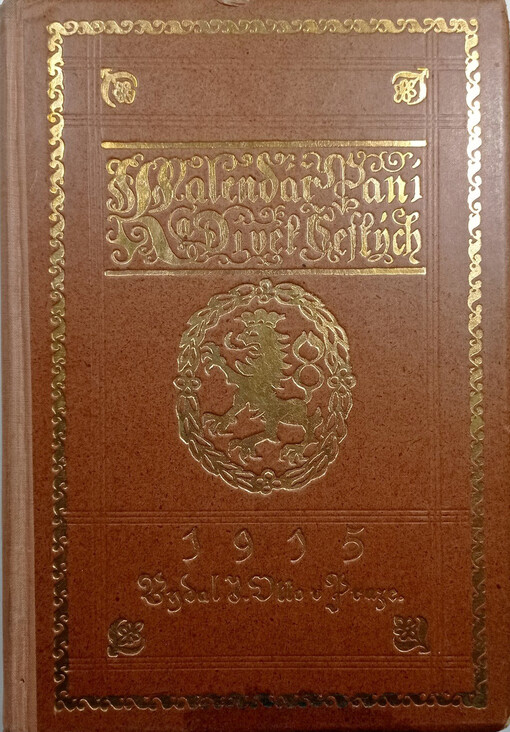 Kalendář Paní
A Dívek Českých
1915
Vydal J. Otto v Praze.